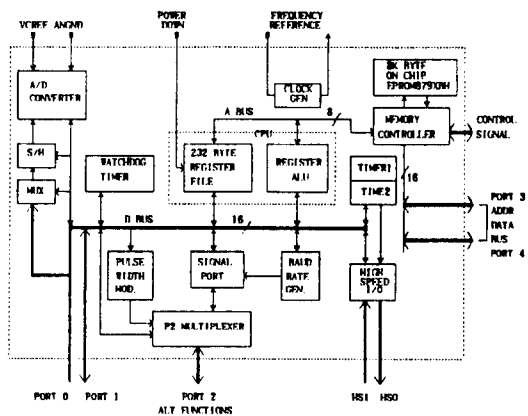 VCREF ANGND
POWER DOWN
FREQUENCY REFERENCE
A/D CONVERTER
CLOCK GEN
8K BYTE
ON CHIP
EPROM879XBH
A BUS
8
MEMORY CONTROLLER
CONTROL SIGNAL
S/H
CPU
WATCHDOG TIMER
232 BYTE REGISTER FILE
REGISTER ALU
TIMER1
TIME2
16
MUX
PORT 3
ADDR
DATA
BUS
PORT 4
D BUS
16
PULSE WIDTH MOD.
SIGNAL PORT
BAUD RATE GEN.
HIGH SPEED I/O
P2 MULTIPLEXER
PORT 0
PORT 1
PORT 2
ALT FUNCTIONS
HSI
HSO